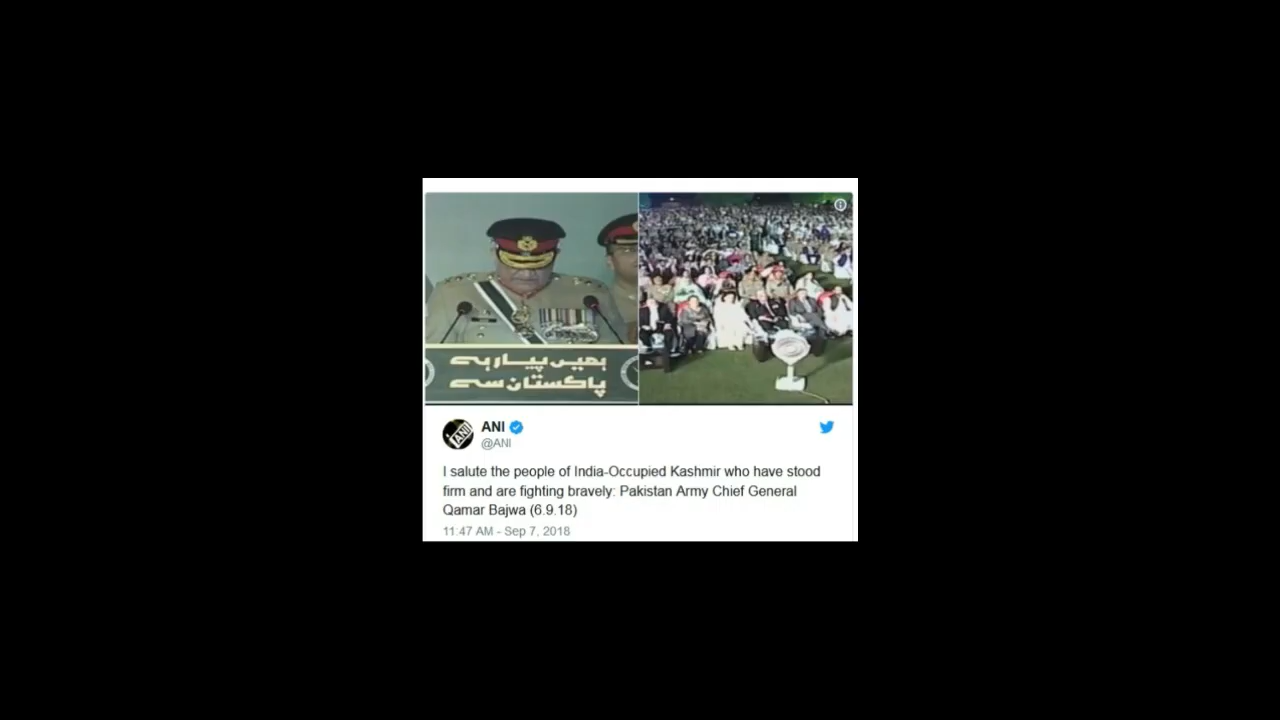 ہمیں پیار ہے
پاکستان سے
ANI
@ANI
I salute the people of India-Occupied Kashmir who have stood
firm and are fighting bravely: Pakistan Army Chief General
Qamar Bajwa (6.9.18)
11:47 AM - Sep 7, 2018